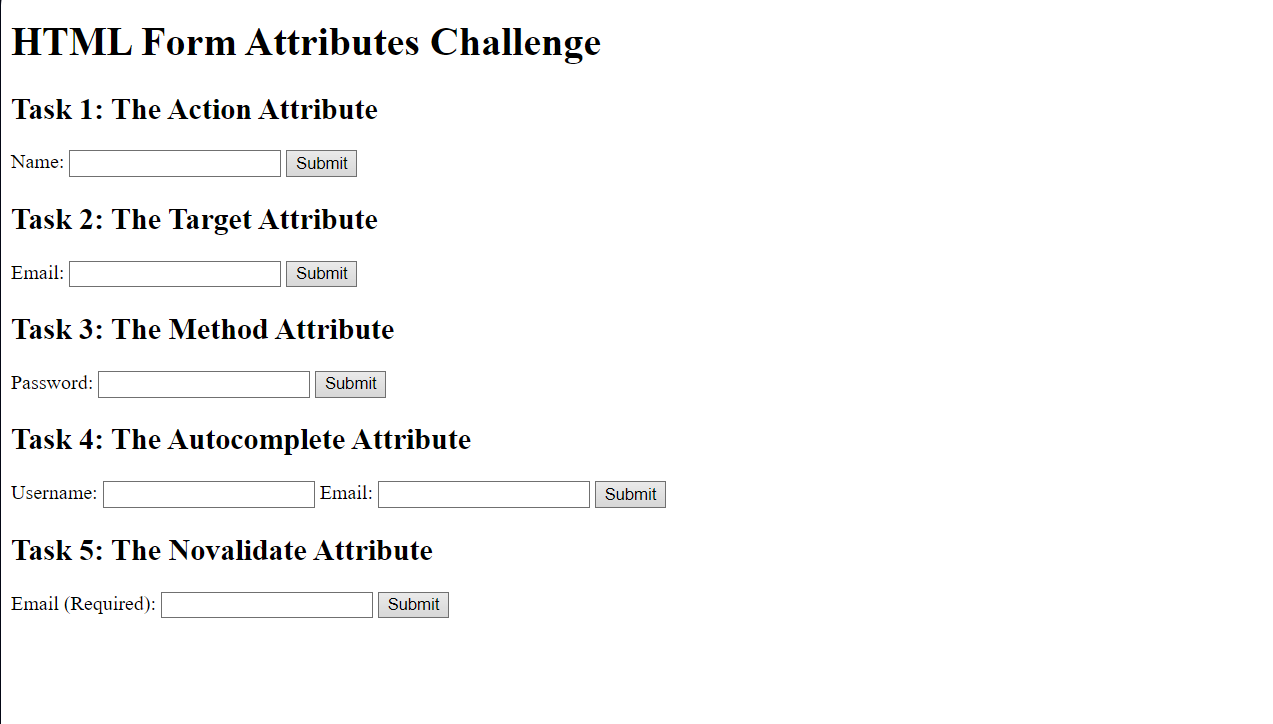 HTML Form Attributes Challenge
Task 1: The Action Attribute
Name: Submit
Task 2: The Target Attribute
Email: Submit
Task 3: The Method Attribute
Password: Submit
Task 4: The Autocomplete Attribute
Username: Email: Submit
Task 5: The Novalidate Attribute
Email (Required): Submit